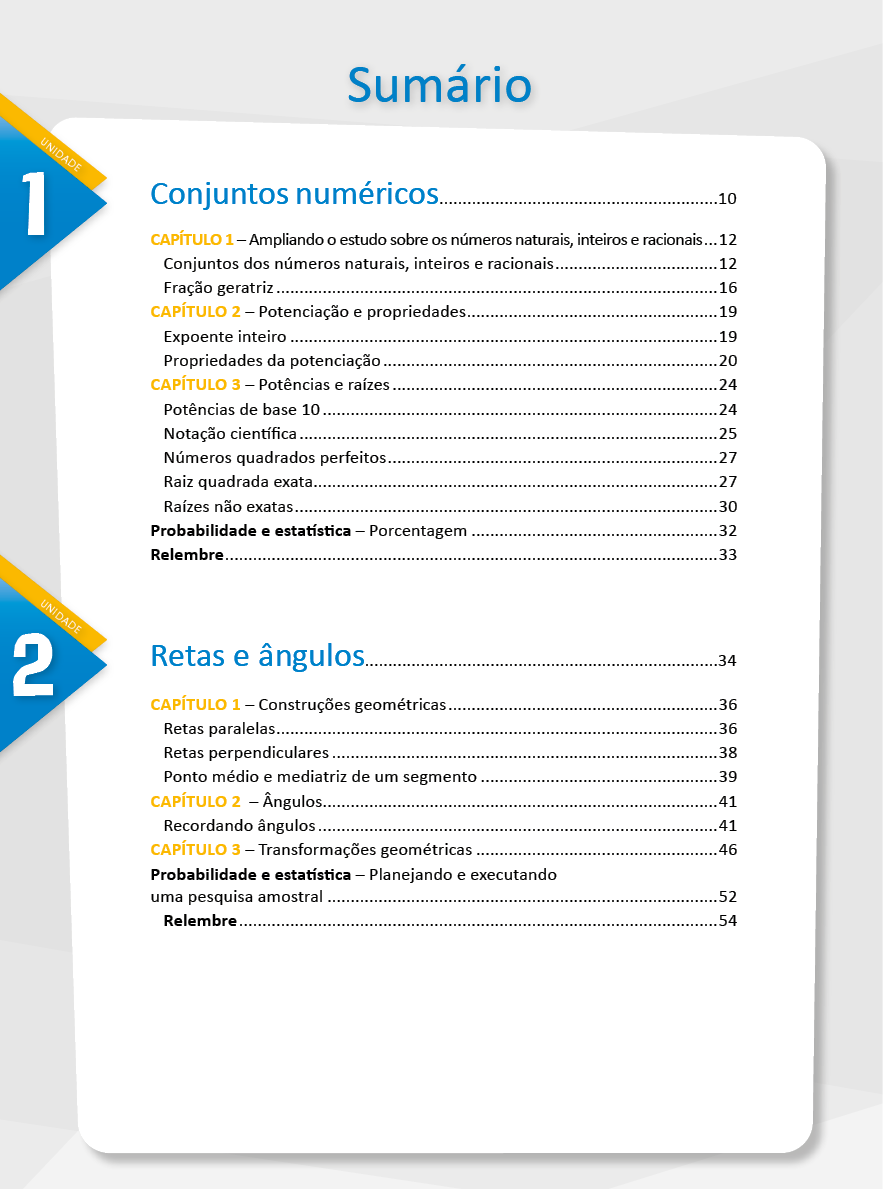 Sumário
UNIDADE
1
Conjuntos numéricos..........10
CAPÍTULO 1 – Ampliando o estudo sobre os números naturais, inteiros e racionais...12
Conjuntos dos números naturais, inteiros e racionais..........12
Fração geratriz..........16
CAPÍTULO 2 – Potenciação e propriedades..........19
Expoente inteiro..........19
Propriedades da potenciação..........20
CAPÍTULO 3 – Potências e raízes..........24
Potências de base 10..........24
Notação científica..........25
Números quadrados perfeitos..........27
Raiz quadrada exata..........27
Raízes não exatas..........30
Probabilidade e estatística – Porcentagem..........32
Relembre..........33
UNIDADE
2
Retas e ângulos..........34
CAPÍTULO 1 – Construções geométricas..........36
Retas paralelas..........36
Retas perpendiculares..........38
Ponto médio e mediatriz de um segmento..........39
CAPÍTULO 2 – Ângulos..........41
Recordando ângulos..........41
CAPÍTULO 3 – Transformações geométricas..........46
Probabilidade e estatística – Planejando e executando
uma pesquisa amostral..........52
Relembre..........54